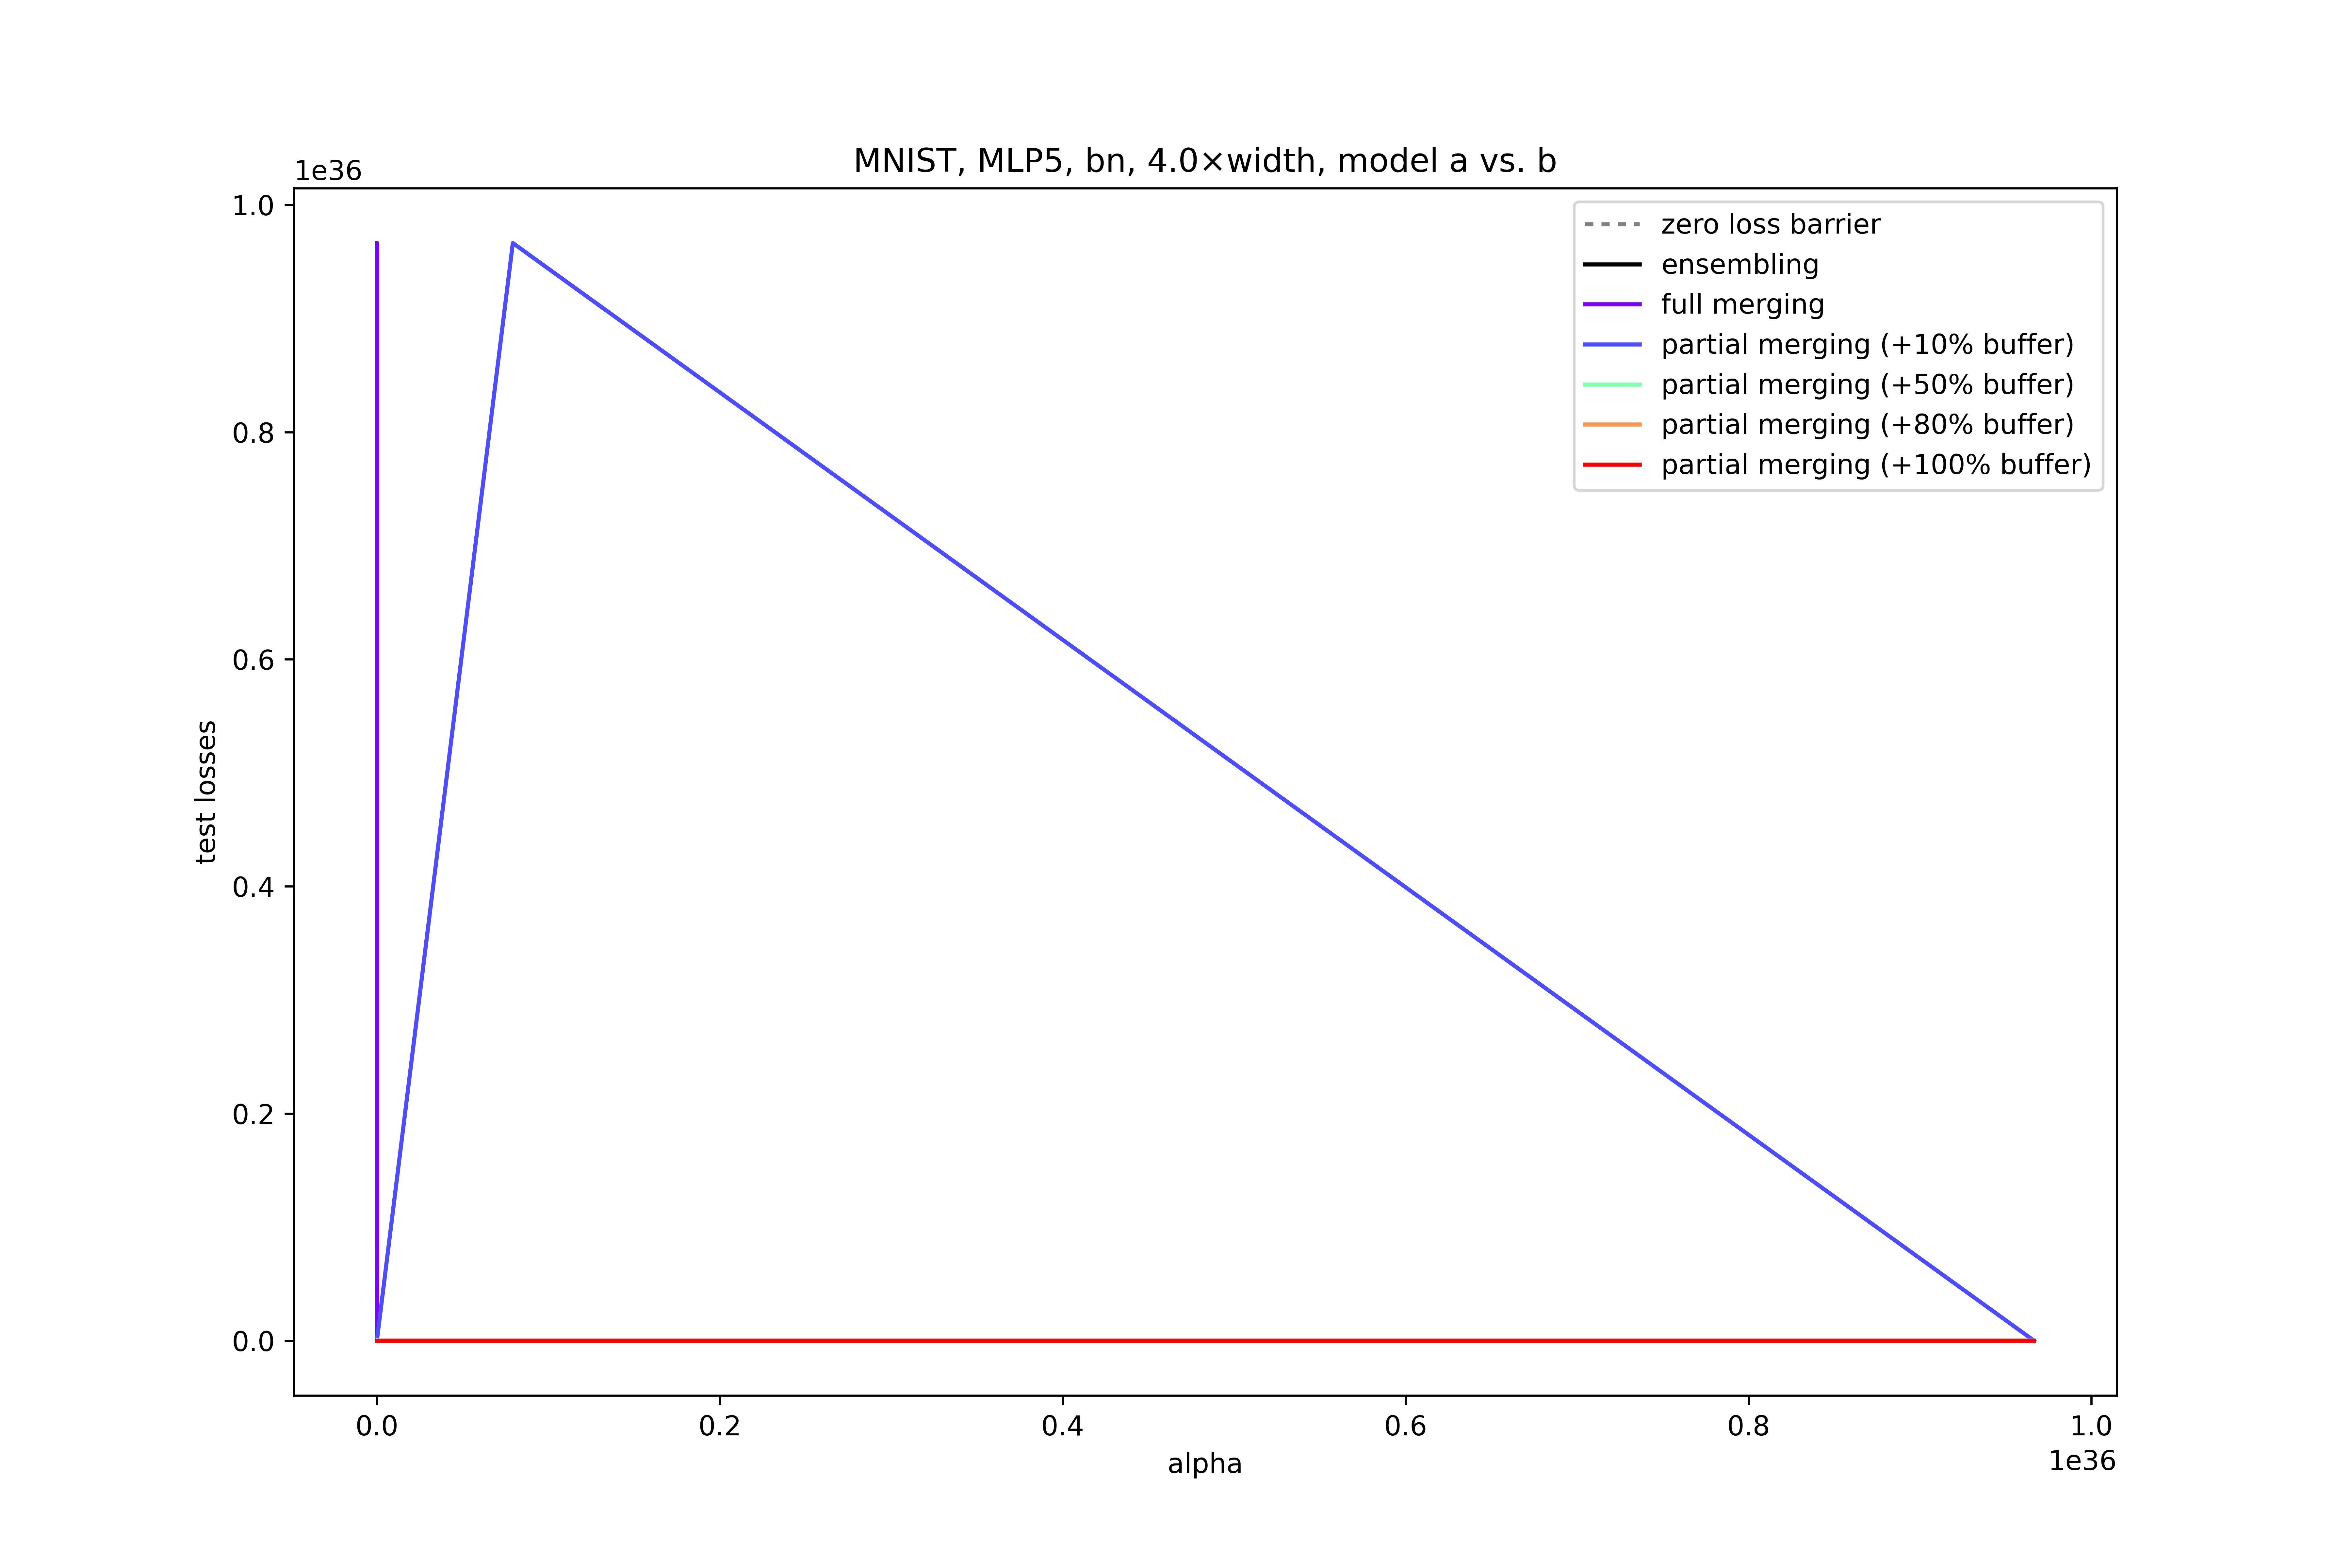 MNIST, MLP5, bn, 4.0×width, model a vs. b
1e36
1.0
0.8
0.6
0.4
0.2
0.0
test losses
zero loss barrier
ensembling
full merging
partial merging (+10% buffer)
partial merging (+50% buffer)
partial merging (+80% buffer)
partial merging (+100% buffer)
0.0 0.2 0.4 0.6 0.8 1.0
1e36
alpha